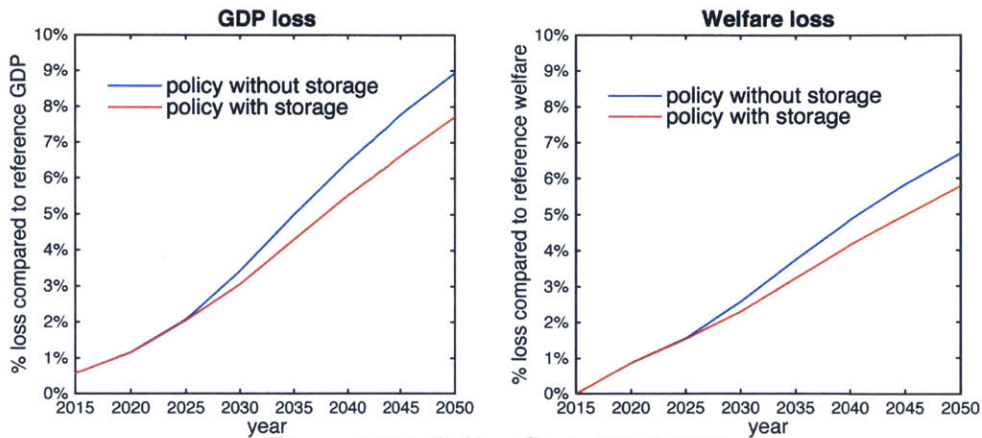 GDP loss
10%
9%
8%
7%
6%
5%
4%
3%
2%
1%
0%
% loss compared to reference GDP
policy without storage
policy with storage
2015 2020 2025 2030 2035 2040 2045 2050
year
Welfare loss
10%
9%
8%
7%
6%
5%
4%
3%
2%
1%
0%
% loss compared to reference welfare
policy without storage
policy with storage
2015 2020 2025 2030 2035 2040 2045 2050
year